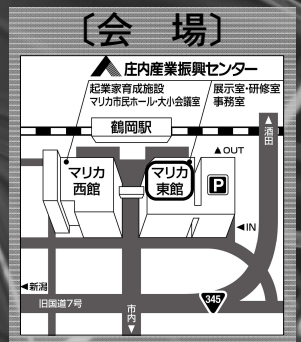 〔会 場〕
庄内産業振興センター
起業家育成施設
マリカ市民ホール・大小会議室
展示室・研修室
事務室
鶴岡駅
▲酒田
▲OUT
マリカ
西館
マリカ
東館
P
◀IN
◀新潟
旧国道7号
市内▼
345